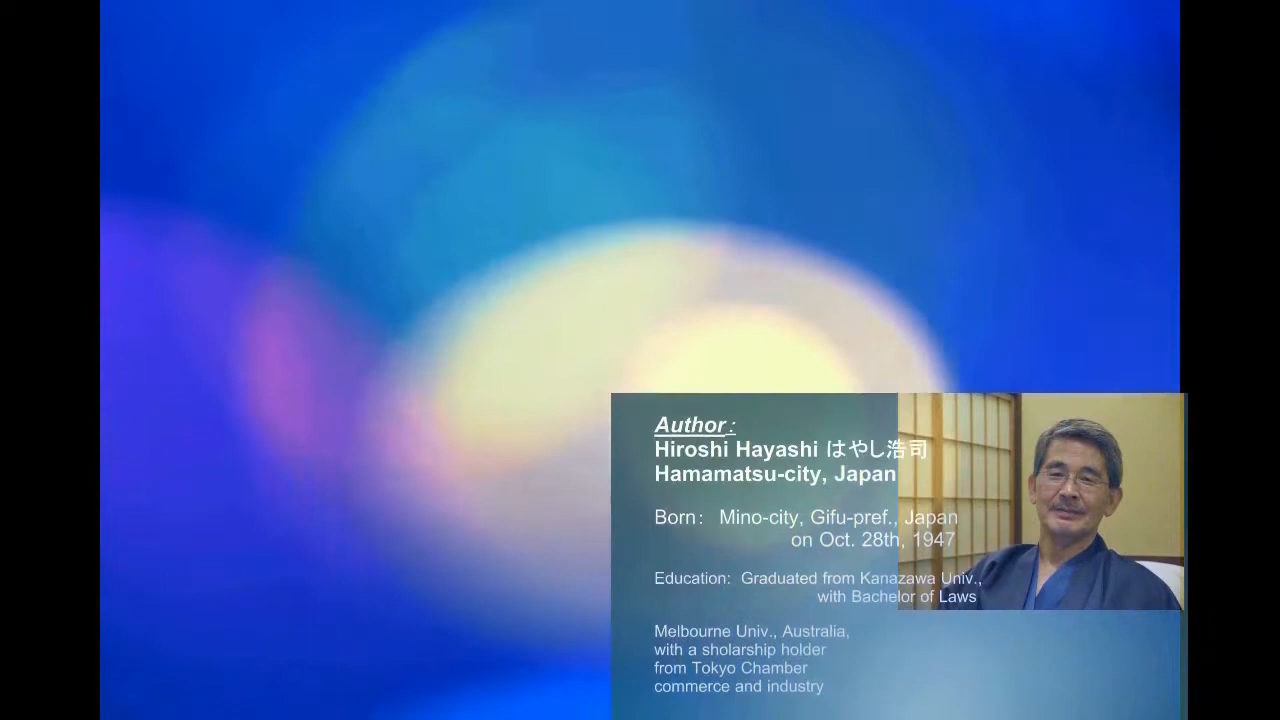 Author :
Hiroshi Hayashi はやし浩司
Hamamatsu-city, Japan
Born： Mino-city, Gifu-pref., Japan
on Oct. 28th, 1947
Education: Graduated from Kanazawa Univ.,
with Bachelor of Laws
Melbourne Univ., Australia,
with a sholarship holder
from Tokyo Chamber
commerce and industry